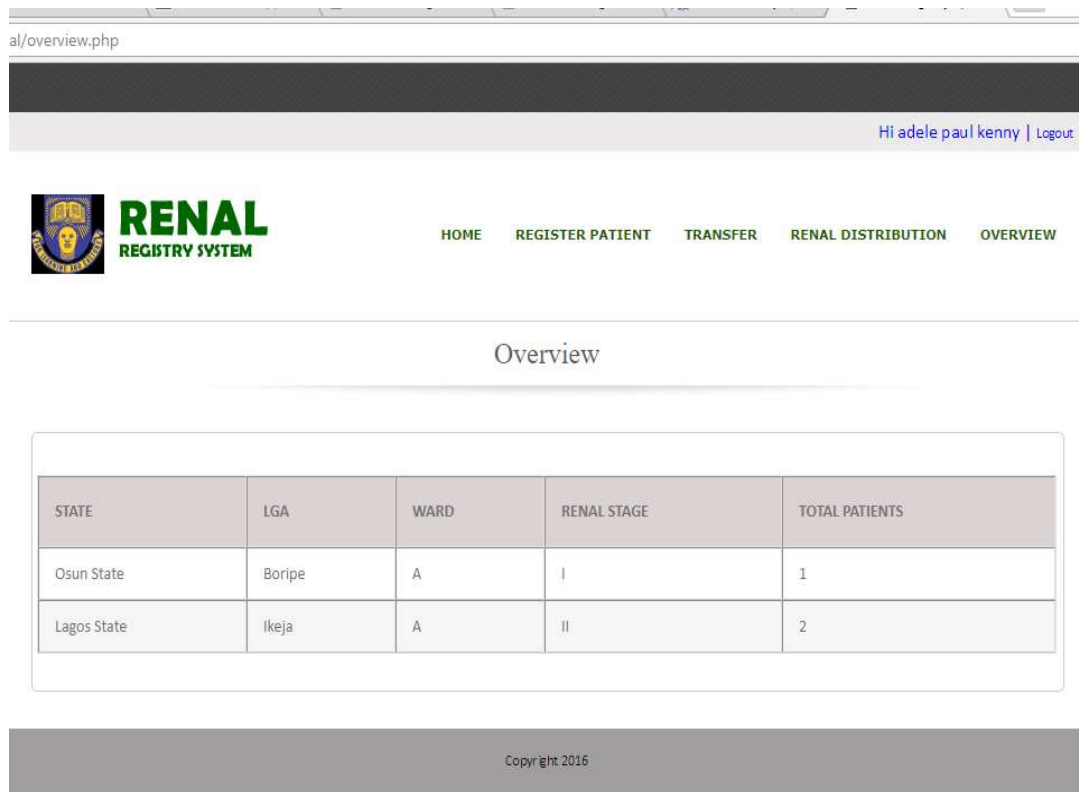 al/overview.php
Hi adele paul kenny | Logout
RENAL
REGISTRY SYSTEM
HOME REGISTER PATIENT TRANSFER RENAL DISTRIBUTION OVERVIEW
Overview
STATE LGA WARD RENAL STAGE TOTAL PATIENTS
Osun State Boripe A I 1
Lagos State Ikeja A II 2
Copyright 2016